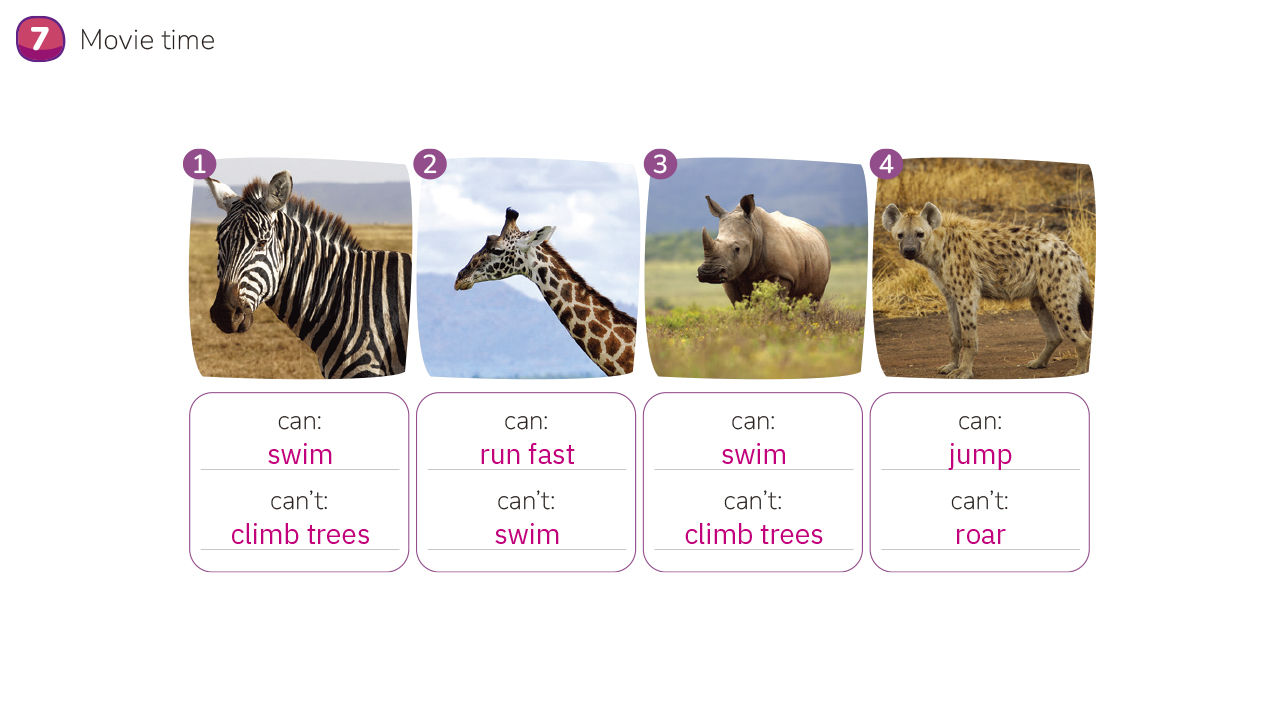 7 Movie time
1 2 3 4
can:
swim
can't:
climb trees
can:
run fast
can't:
swim
can:
swim
can't:
climb trees
can:
jump
can't:
roar